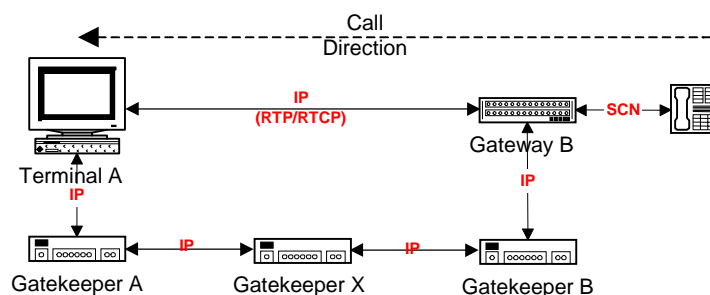 Call
Direction
IP
(RTP/RTCP)
SCN
Terminal A
Gateway B
IP
IP
IP
IP
Gatekeeper A
Gatekeeper X
Gatekeeper B